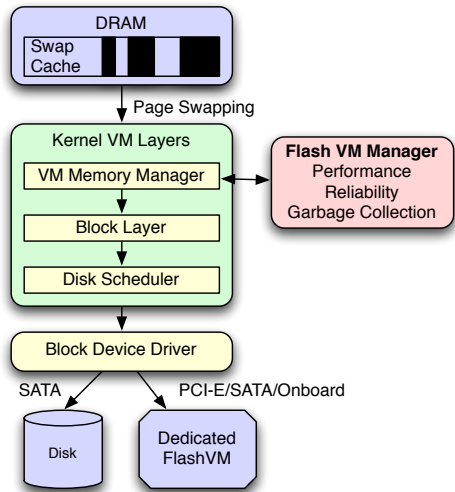 DRAM
Swap
Cache
Page Swapping
Kernel VM Layers
VM Memory Manager
Block Layer
Disk Scheduler
Flash VM Manager
Performance
Reliability
Garbage Collection
Block Device Driver
SATA
PCI-E/SATA/Onboard
Disk
Dedicated
FlashVM